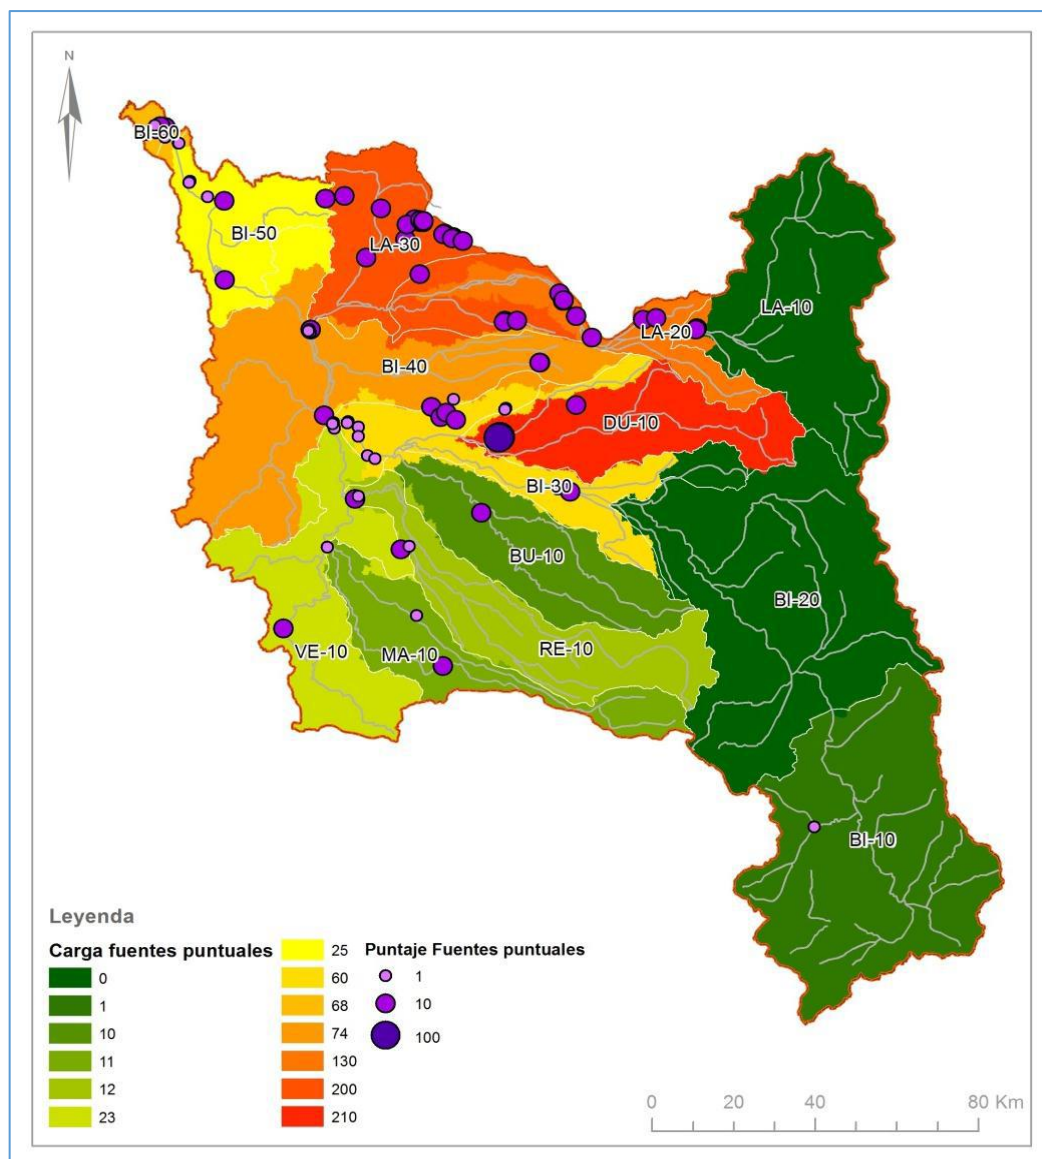 N
BI-60
BI-50
LA-30
LA-10
LA-20
BI-40
DU-10
BI-30
BU-10
BI-20
VE-10
MA-10
RE-10
BI-10
Leyenda
Carga fuentes puntuales
0
1
10
11
12
23
25
60
68
74
130
200
210
Puntaje Fuentes puntuales
1
10
100
0 20 40 80 Km